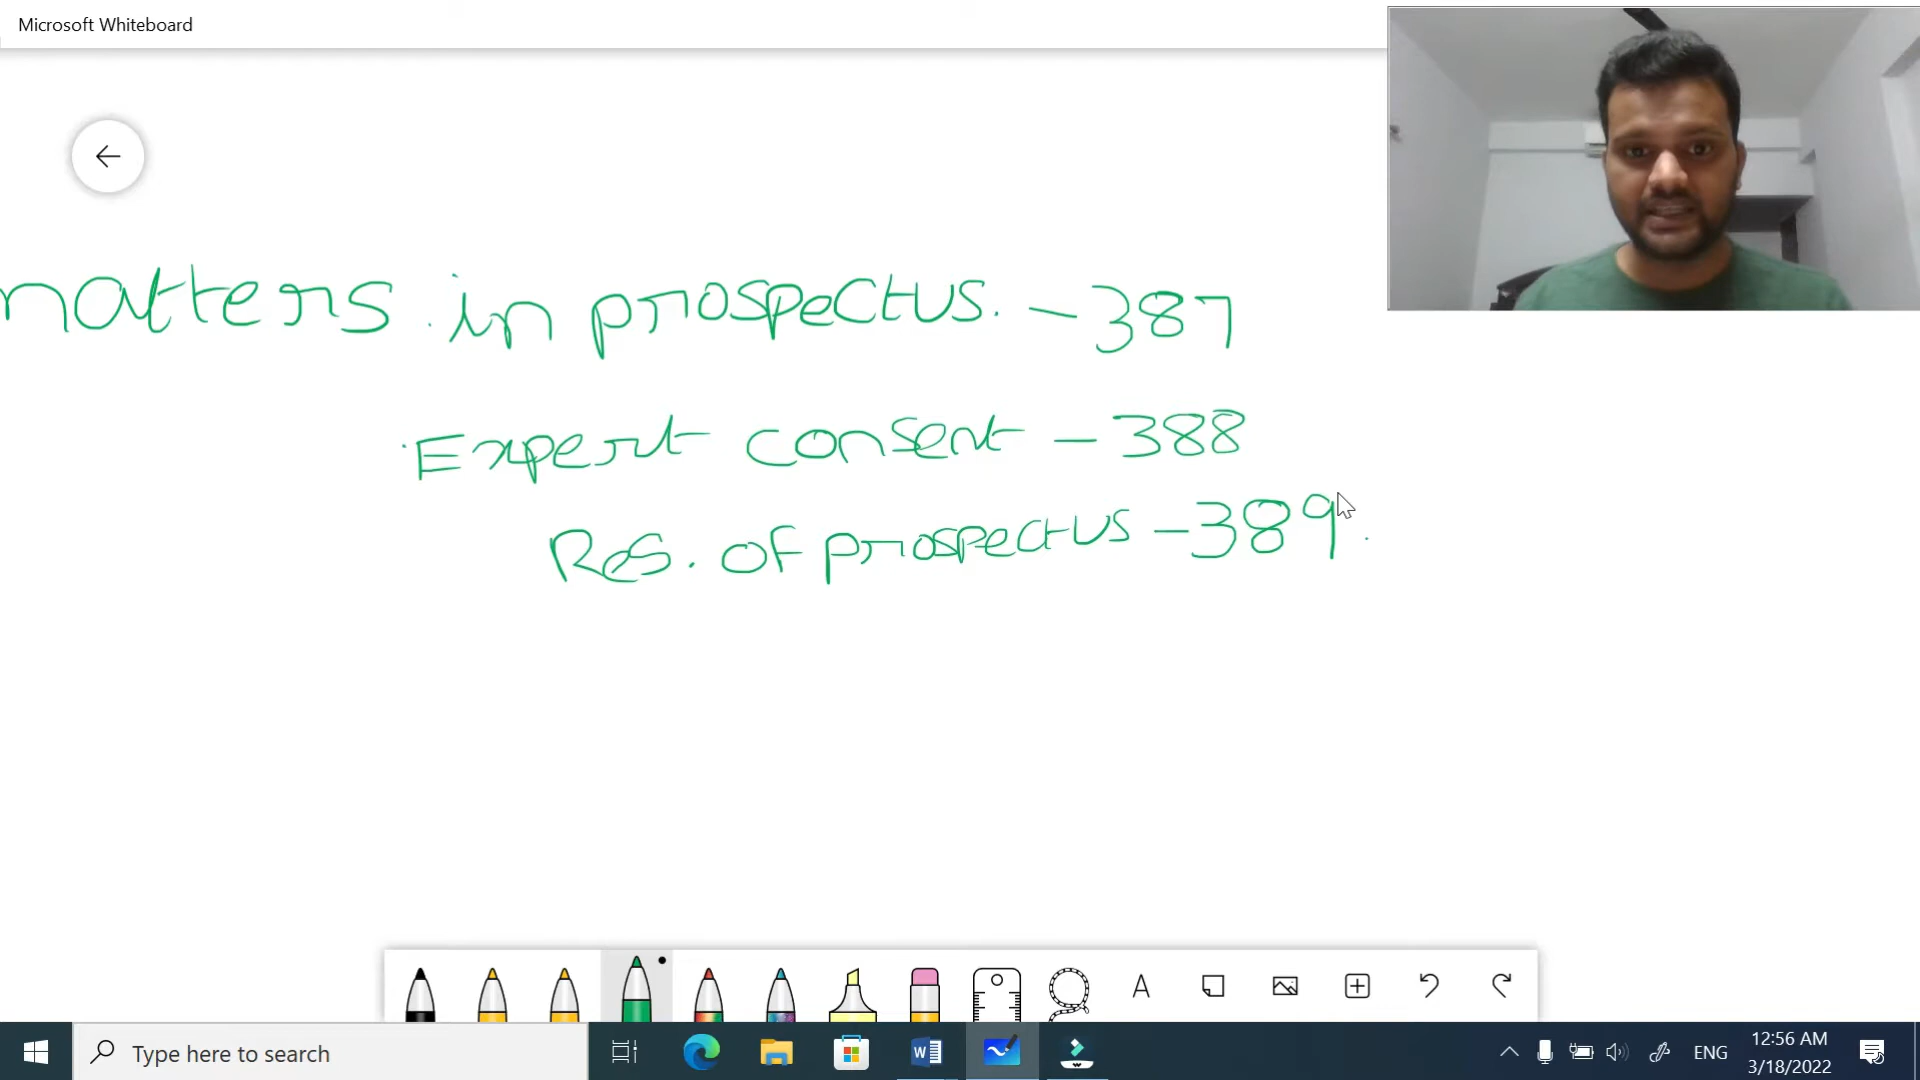 Microsoft Whiteboard
matters in prospectus. - 387
Expert consent - 388
Res. of prospectus - 389.
A
Type here to search
ENG
12:56 AM
3/18/2022